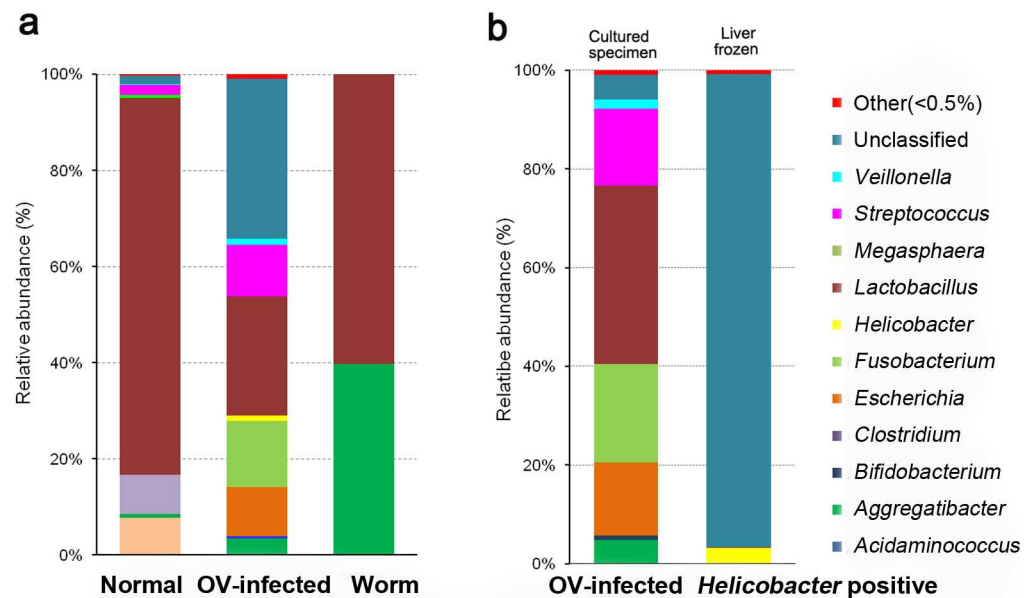 a
Relative abundance (%)
100%
80%
60%
40%
20%
0%
Normal OV-infected Worm
b
Cultured specimen
Liver frozen
Relatibe abundance (%)
100%
80%
60%
40%
20%
0%
OV-infected Helicobacter positive
Other(<0.5%)
Unclassified
Veillonella
Streptococcus
Megasphaera
Lactobacillus
Helicobacter
Fusobacterium
Escherichia
Clostridium
Bifidobacterium
Aggregatibacter
Acidaminococcus